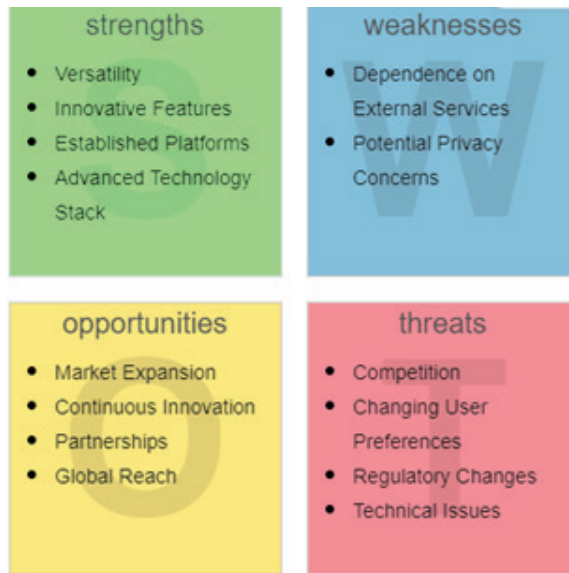 strengths
• Versatility
• Innovative Features
• Established Platforms
• Advanced Technology
Stack
S
weaknesses
• Dependence on
External Services
• Potential Privacy
Concerns
W
opportunities
• Market Expansion
• Continuous Innovation
• Partnerships
• Global Reach
O
threats
• Competition
• Changing User
Preferences
• Regulatory Changes
• Technical Issues
T